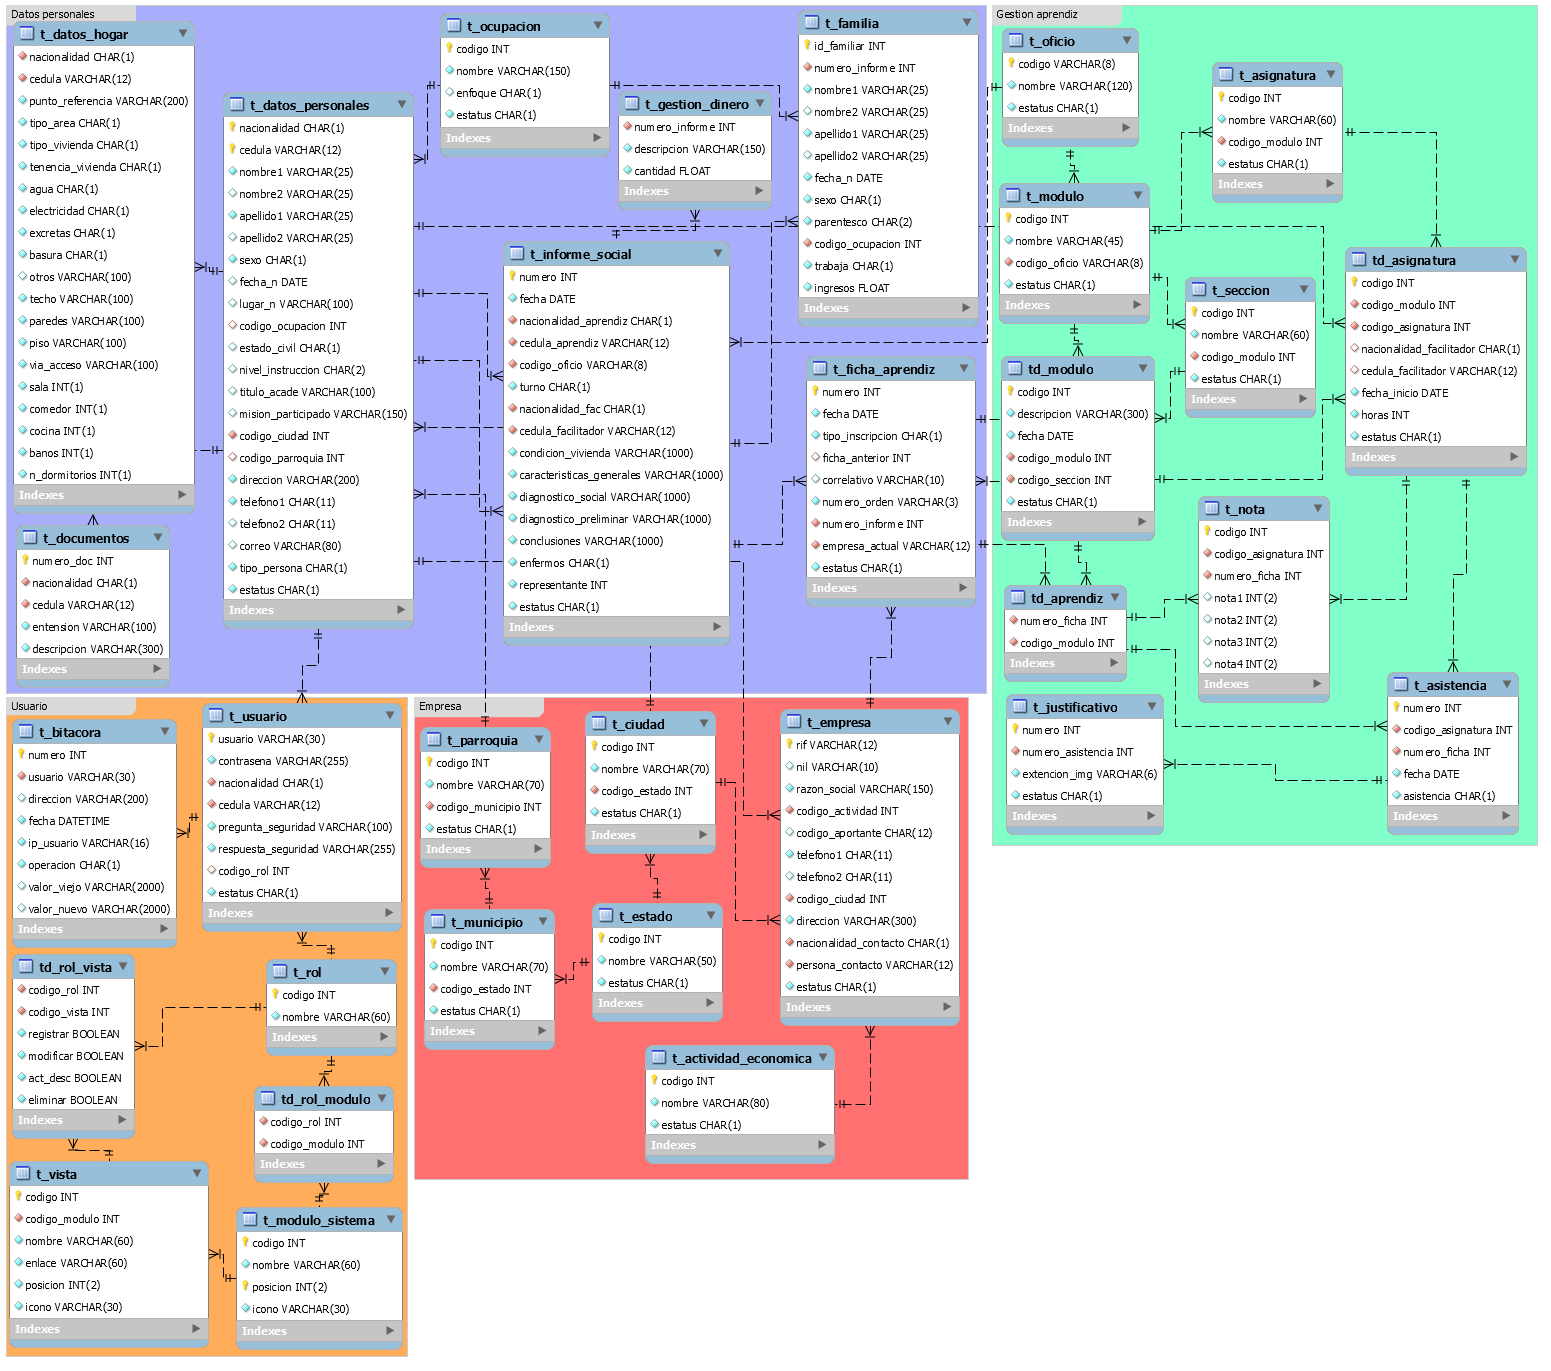 Datos personales
t_datos_hogar
nacionalidad CHAR(1)
cedula VARCHAR(12)
punto_referencia VARCHAR(200)
tipo_area CHAR(1)
tipo_vivienda CHAR(1)
tenencia_vivienda CHAR(1)
agua CHAR(1)
electricidad CHAR(1)
excretas CHAR(1)
basura CHAR(1)
otros VARCHAR(100)
techo VARCHAR(100)
paredes VARCHAR(100)
piso VARCHAR(100)
via_acceso VARCHAR(100)
sala INT(1)
comedor INT(1)
cocina INT(1)
banos INT(1)
n_dormitorios INT(1)
Indexes
t_documentos
numero_doc INT
nacionalidad CHAR(1)
cedula VARCHAR(12)
entension VARCHAR(100)
descripcion VARCHAR(300)
Indexes
t_datos_personales
nacionalidad CHAR(1)
cedula VARCHAR(12)
nombre1 VARCHAR(25)
nombre2 VARCHAR(25)
apellido1 VARCHAR(25)
apellido2 VARCHAR(25)
sexo CHAR(1)
fecha_n DATE
lugar_n VARCHAR(100)
codigo_ocupacion INT
estado_civil CHAR(1)
nivel_instruccion CHAR(2)
titulo_acade VARCHAR(100)
mision_participado VARCHAR(150)
codigo_ciudad INT
codigo_parroquia INT
direccion VARCHAR(200)
telefono1 CHAR(11)
telefono2 CHAR(11)
correo VARCHAR(80)
tipo_persona CHAR(1)
estatus CHAR(1)
Indexes
t_ocupacion
codigo INT
nombre VARCHAR(150)
enfoque CHAR(1)
estatus CHAR(1)
Indexes
t_gestion_dinero
numero_informe INT
descripcion VARCHAR(150)
cantidad FLOAT
Indexes
t_informe_social
numero INT
fecha DATE
nacionalidad_aprendiz CHAR(1)
cedula_aprendiz VARCHAR(12)
codigo_oficio VARCHAR(8)
turno CHAR(1)
nacionalidad_fac CHAR(1)
cedula_facilitador VARCHAR(12)
condicion_vivienda VARCHAR(1000)
caracteristicas_generales VARCHAR(1000)
diagnostico_social VARCHAR(1000)
diagnostico_preliminar VARCHAR(1000)
conclusiones VARCHAR(1000)
enfermos CHAR(1)
representante INT
estatus CHAR(1)
Indexes
t_familia
id_familiar INT
numero_informe INT
nombre1 VARCHAR(25)
nombre2 VARCHAR(25)
apellido1 VARCHAR(25)
apellido2 VARCHAR(25)
fecha_n DATE
sexo CHAR(1)
parentesco CHAR(2)
codigo_ocupacion INT
trabaja CHAR(1)
ingresos FLOAT
Indexes
t_ficha_aprendiz
numero INT
fecha DATE
tipo_inscripcion CHAR(1)
ficha_anterior INT
correlativo VARCHAR(10)
numero_orden VARCHAR(3)
numero_informe INT
empresa_actual VARCHAR(12)
estatus CHAR(1)
Indexes
Gestion aprendiz
t_oficio
codigo VARCHAR(8)
nombre VARCHAR(120)
estatus CHAR(1)
Indexes
t_modulo
codigo INT
nombre VARCHAR(45)
codigo_oficio VARCHAR(8)
estatus CHAR(1)
Indexes
td_modulo
codigo INT
descripcion VARCHAR(300)
fecha DATE
codigo_modulo INT
codigo_seccion INT
estatus CHAR(1)
Indexes
td_aprendiz
numero_ficha INT
codigo_modulo INT
Indexes
t_justificativo
numero INT
numero_asistencia INT
extencion_img VARCHAR(6)
estatus CHAR(1)
Indexes
t_asignatura
codigo INT
nombre VARCHAR(60)
codigo_modulo INT
estatus CHAR(1)
Indexes
t_seccion
codigo INT
nombre VARCHAR(60)
codigo_modulo INT
estatus CHAR(1)
Indexes
t_nota
codigo INT
codigo_asignatura INT
numero_ficha INT
nota1 INT(2)
nota2 INT(2)
nota3 INT(2)
nota4 INT(2)
Indexes
td_asignatura
codigo INT
codigo_modulo INT
codigo_asignatura INT
nacionalidad_facilitador CHAR(1)
cedula_facilitador VARCHAR(12)
fecha_inicio DATE
horas INT
estatus CHAR(1)
Indexes
t_asistencia
numero INT
codigo_asignatura INT
numero_ficha INT
fecha DATE
asistencia CHAR(1)
Indexes
Usuario
t_bitacora
numero INT
usuario VARCHAR(30)
direccion VARCHAR(200)
fecha DATETIME
ip_usuario VARCHAR(16)
operacion CHAR(1)
valor_viejo VARCHAR(2000)
valor_nuevo VARCHAR(2000)
Indexes
t_usuario
usuario VARCHAR(30)
contrasena VARCHAR(255)
nacionalidad CHAR(1)
cedula VARCHAR(12)
pregunta_seguridad VARCHAR(100)
respuesta_seguridad VARCHAR(255)
codigo_rol INT
estatus CHAR(1)
Indexes
td_rol_vista
codigo_rol INT
codigo_vista INT
registrar BOOLEAN
modificar BOOLEAN
act_desc BOOLEAN
eliminar BOOLEAN
Indexes
t_rol
codigo INT
nombre VARCHAR(60)
Indexes
td_rol_modulo
codigo_rol INT
codigo_modulo INT
Indexes
t_vista
codigo INT
codigo_modulo INT
nombre VARCHAR(60)
enlace VARCHAR(60)
posicion INT(2)
icono VARCHAR(30)
Indexes
t_modulo_sistema
codigo INT
nombre VARCHAR(60)
posicion INT(2)
icono VARCHAR(30)
Indexes
Empresa
t_parroquia
codigo INT
nombre VARCHAR(70)
codigo_municipio INT
estatus CHAR(1)
Indexes
t_municipio
codigo INT
nombre VARCHAR(70)
codigo_estado INT
estatus CHAR(1)
Indexes
t_ciudad
codigo INT
nombre VARCHAR(70)
codigo_estado INT
estatus CHAR(1)
Indexes
t_estado
codigo INT
nombre VARCHAR(50)
estatus CHAR(1)
Indexes
t_empresa
rif VARCHAR(12)
nil VARCHAR(10)
razon_social VARCHAR(150)
codigo_actividad INT
codigo_aportante CHAR(12)
telefono1 CHAR(11)
telefono2 CHAR(11)
codigo_ciudad INT
direccion VARCHAR(300)
nacionalidad_contacto CHAR(1)
persona_contacto VARCHAR(12)
estatus CHAR(1)
Indexes
t_actividad_economica
codigo INT
nombre VARCHAR(80)
estatus CHAR(1)
Indexes